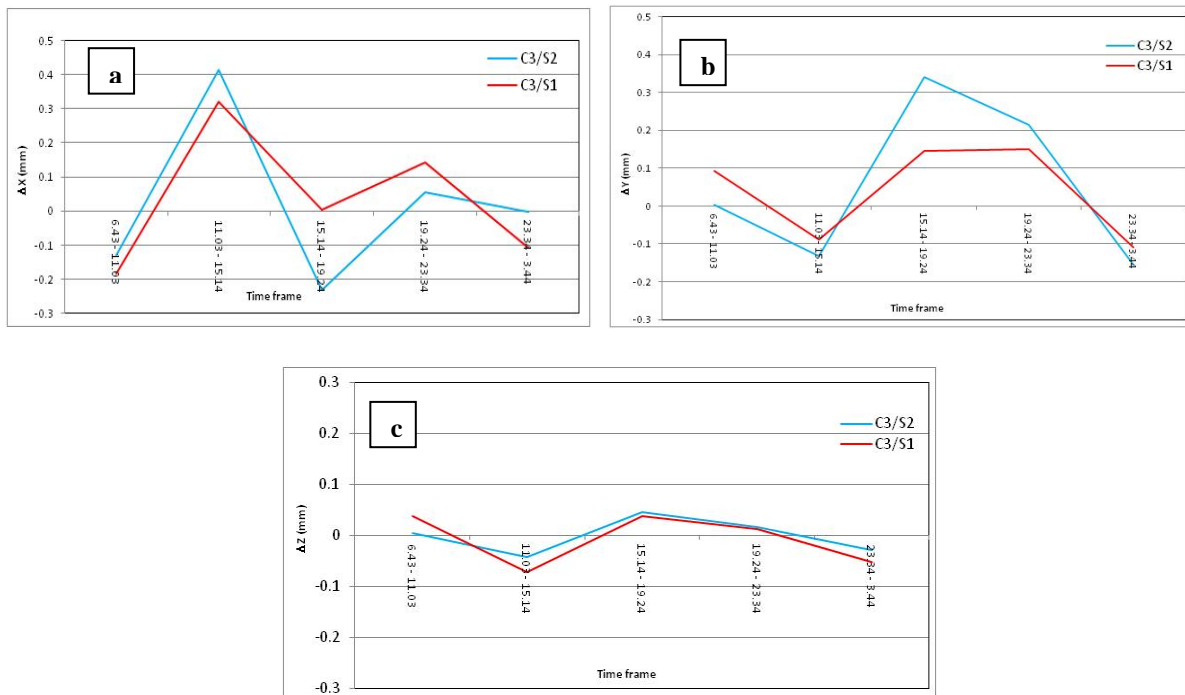 a
C3/S2
C3/S1
0.5
0.4
0.3
0.2
0.1
0
-0.1
-0.2
-0.3
ΔX (mm)
6.43 - 11.03
11.03 - 15.14
15.14 - 19.24
19.24 - 23.34
23.34 - 3.44
Time frame
b
C3/S2
C3/S1
0.5
0.4
0.3
0.2
0.1
0
-0.1
-0.2
-0.3
ΔY (mm)
6.43 - 11.03
11.03 - 15.14
15.14 - 19.24
19.24 - 23.34
23.34 - 3.44
Time frame
c
C3/S2
C3/S1
0.3
0.2
0.1
0
-0.1
-0.2
-0.3
ΔZ (mm)
6.43 - 11.03
11.03 - 15.14
15.14 - 19.24
19.24 - 23.34
23.34 - 3.44
Time frame